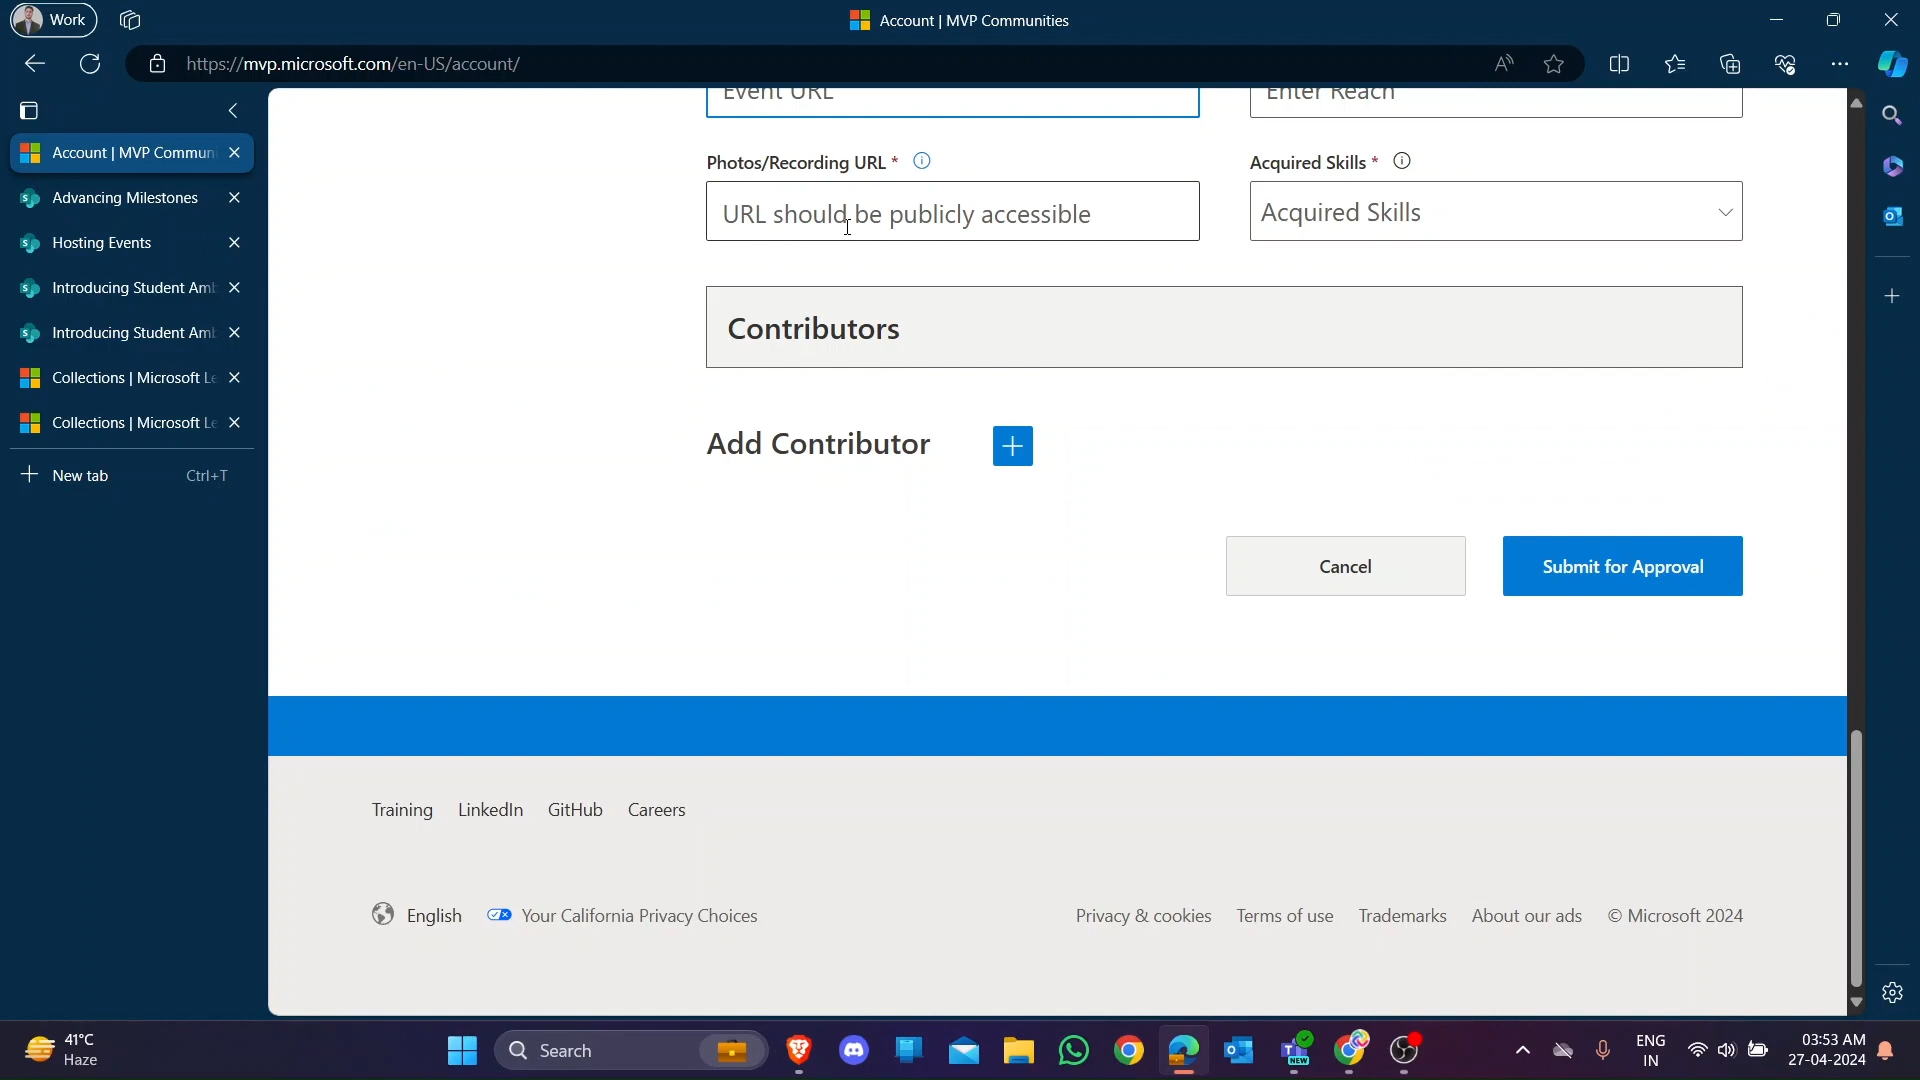 Work
Account | MVP Communities
https://mvp.microsoft.com/en-US/account/
Account | MVP Commun
Advancing Milestones
Hosting Events
Introducing Student Amb
Introducing Student Amb
Collections | Microsoft Le
Collections | Microsoft Le
New tab Ctrl+T
Event URL
Enter Reach
Photos/Recording URL *
Acquired Skills *
URL should be publicly accessible
Acquired Skills
Contributors
Add Contributor
Cancel
Submit for Approval
Training LinkedIn GitHub Careers
English Your California Privacy Choices Privacy & cookies Terms of use Trademarks About our ads © Microsoft 2024
41°C
Haze
Search
NEW
ENG
IN
03:53 AM
27-04-2024